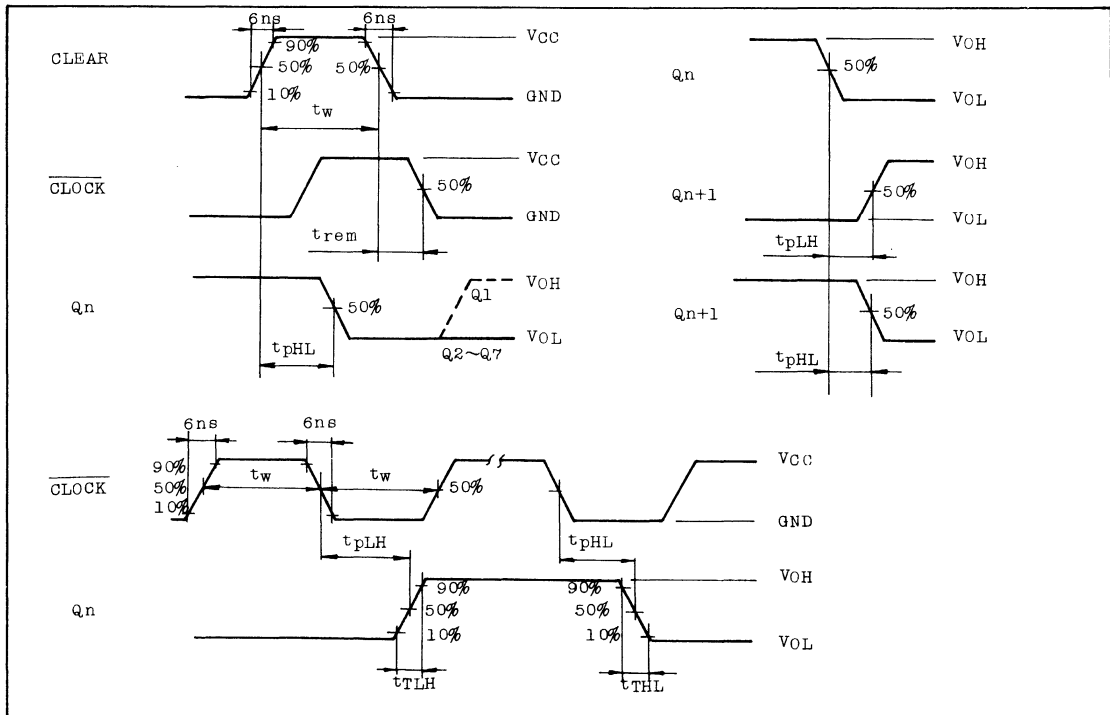 6ns 6ns
CLEAR
90%
50% 50%
10%
VCC
GND
tw
CLOCK
VCC
50%
GND
trem
Qn
50%
Q1
VOH
VOL
Q2~Q7
tpHL
Qn
VOH
50%
VOL
Qn+1
VOH
50%
VOL
tpLH
Qn+1
VOH
50%
VOL
tpHL
6ns 6ns
CLOCK
90%
50%
10%
tw tw
50%
VCC
GND
tpLH tpHL
Qn
90% 90%
50% 50%
10% 10%
VOH
VOL
tTLH tTHL